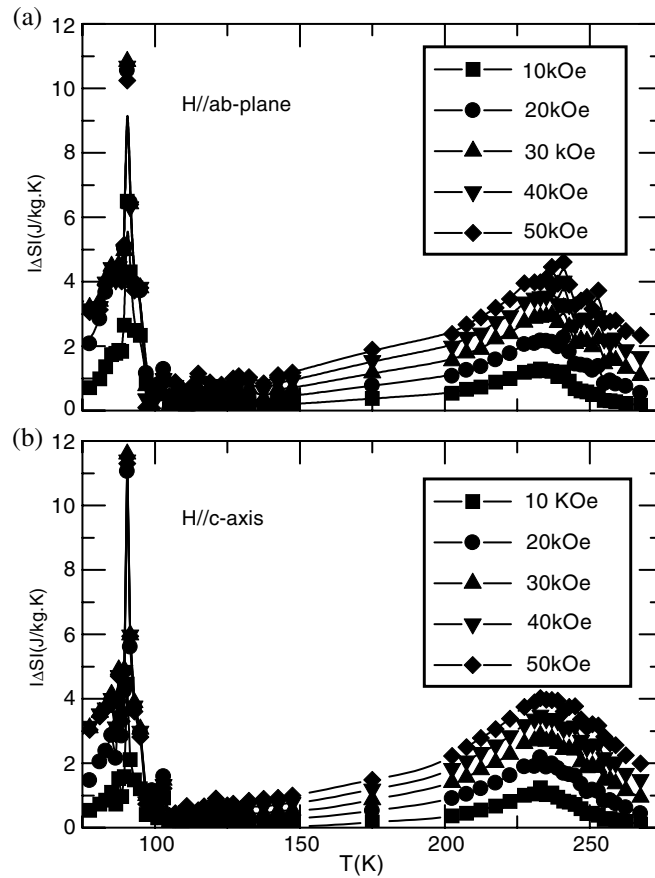 (a)
12
10
8
6
4
2
0
I∆SI(J/kg.K)
H//ab-plane
10kOe
20kOe
30 kOe
40kOe
50kOe
(b)
12
10
8
6
4
2
0
I∆SI(J/kg.K)
H//c-axis
10 KOe
20kOe
30kOe
40kOe
50kOe
100 150 200 250
T(K)